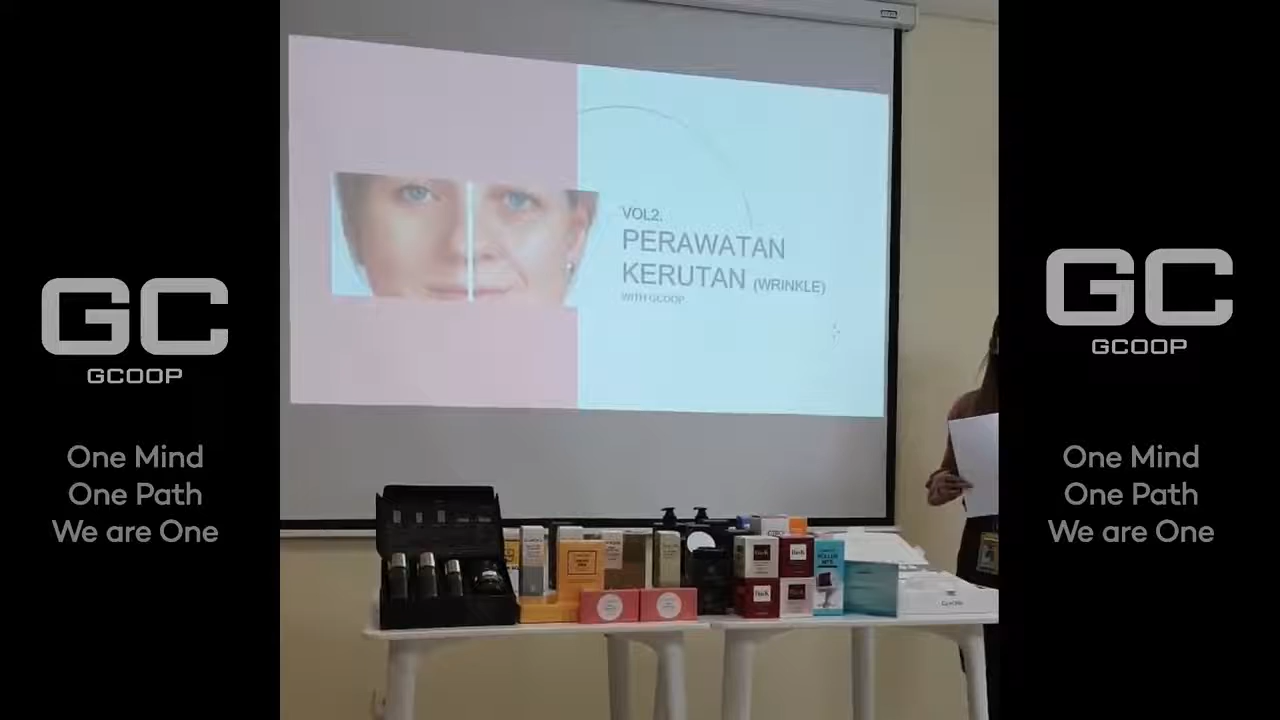 GC
GCOOP
One Mind
One Path
We are One
VOL2.
PERAWATAN
KERUTAN (WRINKLE)
WITH GCOOP
GC
GCOOP
One Mind
One Path
We are One